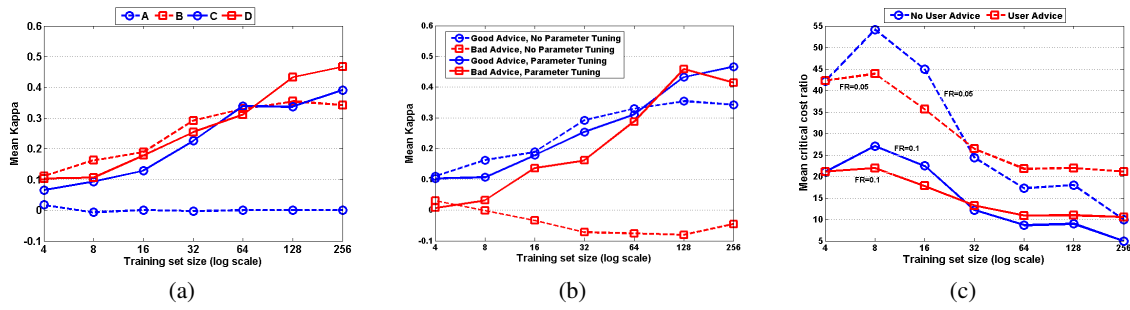 A B C D
Mean Kappa
0.6
0.5
0.4
0.3
0.2
0.1
0
-0.1
4 8 16 32 64 128 256
Training set size (log scale)
(a)
Good Advice, No Parameter Tuning
Bad Advice, No Parameter Tuning
Good Advice, Parameter Tuning
Bad Advice, Parameter Tuning
Mean Kappa
0.6
0.5
0.4
0.3
0.2
0.1
0
-0.1
4 8 16 32 64 128 256
Training set size (log scale)
(b)
No User Advice User Advice
Mean critical cost ratio
55
50
45
40
35
30
25
20
15
10
5
FR=0.05
FR=0.05
FR=0.1
FR=0.1
4 8 16 32 64 128 256
Training set size (log scale)
(c)